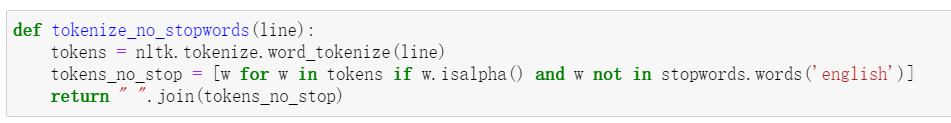 def tokenize_no_stopwords(line):
    tokens = nltk.tokenize.word_tokenize(line)
    tokens_no_stop = [w for w in tokens if w.isalpha() and w not in stopwords.words('english')]
    return " ".join(tokens_no_stop)